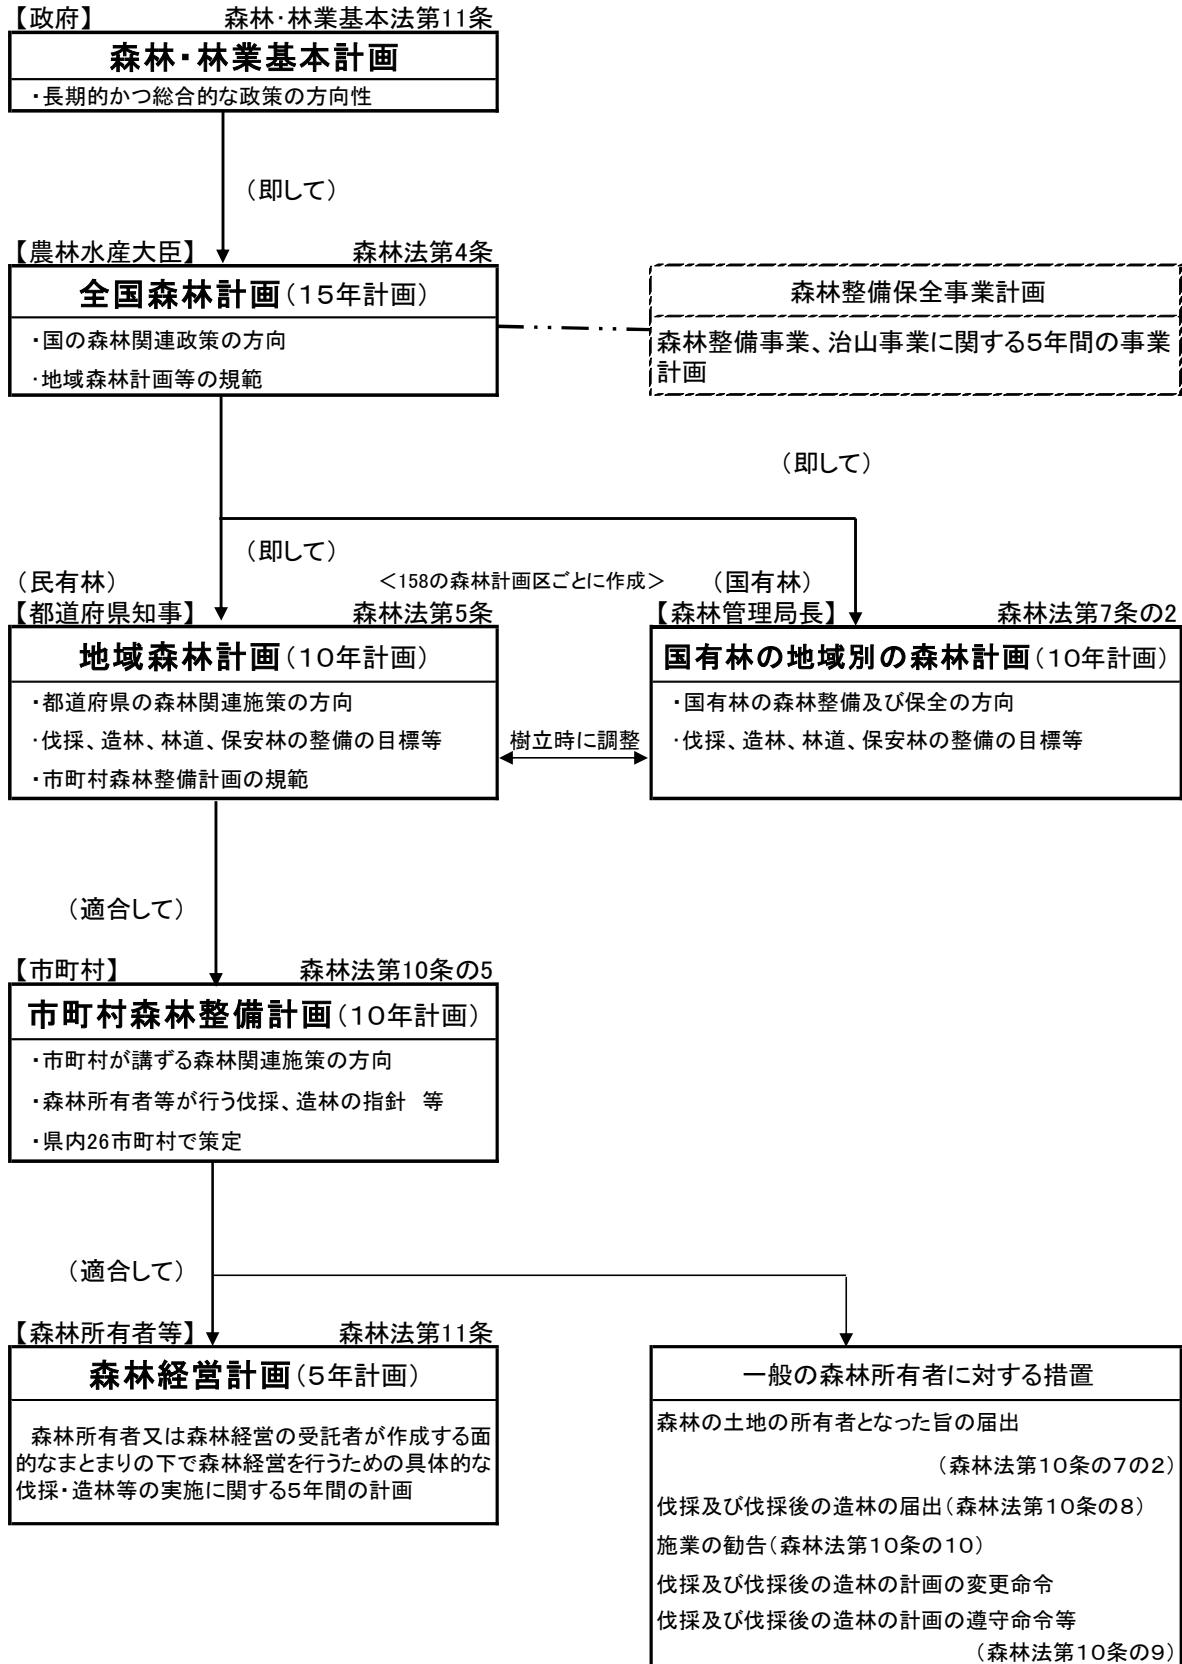 【政府】 森林・林業基本法第11条
森林・林業基本計画
・長期的かつ総合的な政策の方向性
（即して）
【農林水産大臣】 森林法第4条
全国森林計画（15年計画）
・国の森林関連政策の方向
・地域森林計画等の規範
森林整備保全事業計画
森林整備事業、治山事業に関する5年間の事業
計画
（即して）
（即して）
（民有林） ＜158の森林計画区ごとに作成＞ （国有林）
【都道府県知事】 森林法第5条
【森林管理局長】 森林法第7条の2
地域森林計画（10年計画）
・都道府県の森林関連施策の方向
・伐採、造林、林道、保安林の整備の目標等
・市町村森林整備計画の規範
樹立時に調整
国有林の地域別の森林計画（10年計画）
・国有林の森林整備及び保全の方向
・伐採、造林、林道、保安林の整備の目標等
（適合して）
【市町村】 森林法第10条の5
市町村森林整備計画（10年計画）
・市町村が講ずる森林関連施策の方向
・森林所有者等が行う伐採、造林の指針　等
・県内26市町村で策定
（適合して）
【森林所有者等】 森林法第11条
森林経営計画（5年計画）
森林所有者又は森林経営の受託者が作成する面
的なまとまりの下で森林経営を行うための具体的な
伐採・造林等の実施に関する5年間の計画
一般の森林所有者に対する措置
森林の土地の所有者となった旨の届出
（森林法第10条の7の2）
伐採及び伐採後の造林の届出（森林法第10条の8）
施業の勧告（森林法第10条の10）
伐採及び伐採後の造林の計画の変更命令
伐採及び伐採後の造林の計画の遵守命令等
（森林法第10条の9）